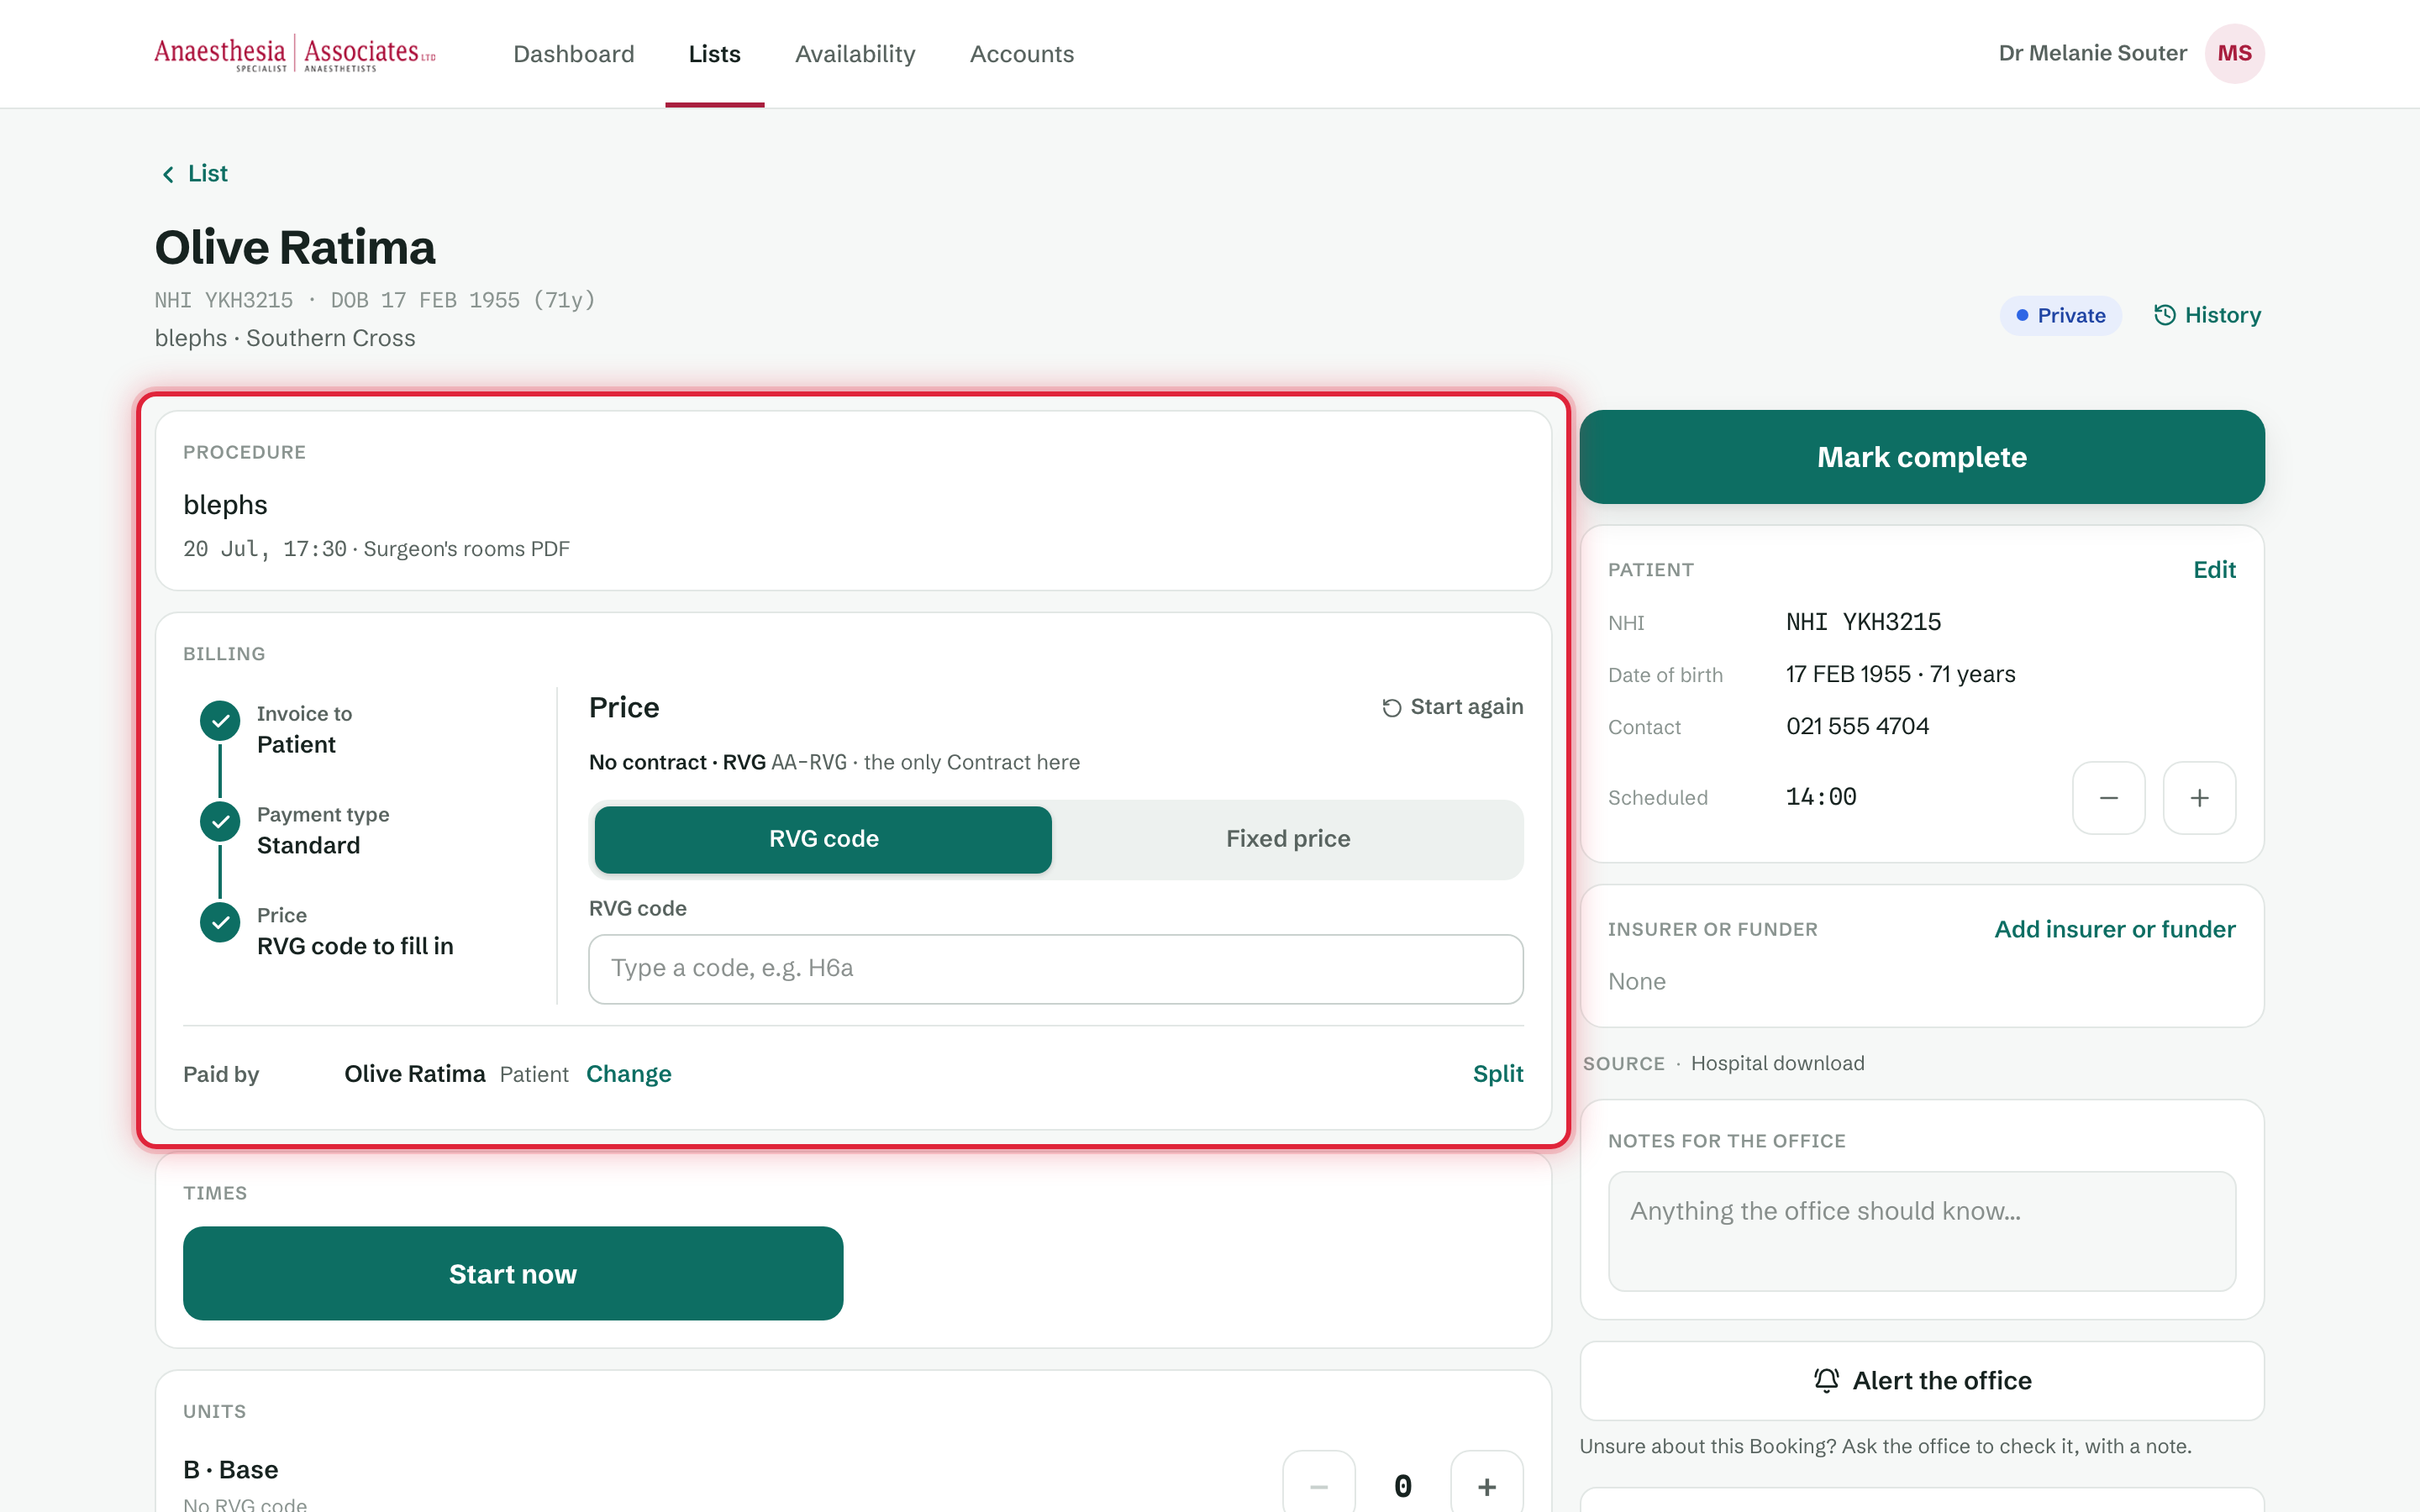 Anaesthesia | Associates LTD
SPECIALIST ANAESTHETISTS
Dashboard
Lists
Availability
Accounts
Dr Melanie Souter
MS
List
Olive Ratima
NHI YKH3215 · DOB 17 FEB 1955 (71y)
blephs · Southern Cross
Private
History
PROCEDURE
blephs
20 Jul, 17:30 · Surgeon's rooms PDF
BILLING
Invoice to
Patient
Payment type
Standard
Price
RVG code to fill in
Price
Start again
No contract · RVG AA-RVG · the only Contract here
RVG code
Fixed price
RVG code
Type a code, e.g. H6a
Paid by
Olive Ratima Patient Change
Split
TIMES
Start now
UNITS
B · Base
No RVG code
0
Mark complete
PATIENT
Edit
NHI
NHI YKH3215
Date of birth
17 FEB 1955 · 71 years
Contact
021 555 4704
Scheduled
14:00
INSURER OR FUNDER
Add insurer or funder
None
SOURCE · Hospital download
NOTES FOR THE OFFICE
Anything the office should know...
Alert the office
Unsure about this Booking? Ask the office to check it, with a note.